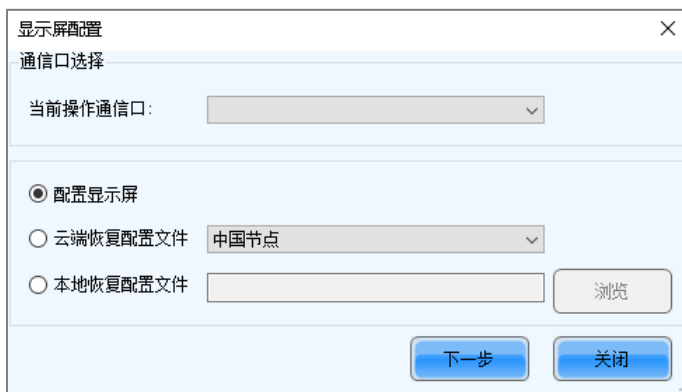 显示屏配置
通信口选择
当前操作通信口:
配置显示屏
云端恢复配置文件 中国节点
本地恢复配置文件 浏览
下一步 关闭